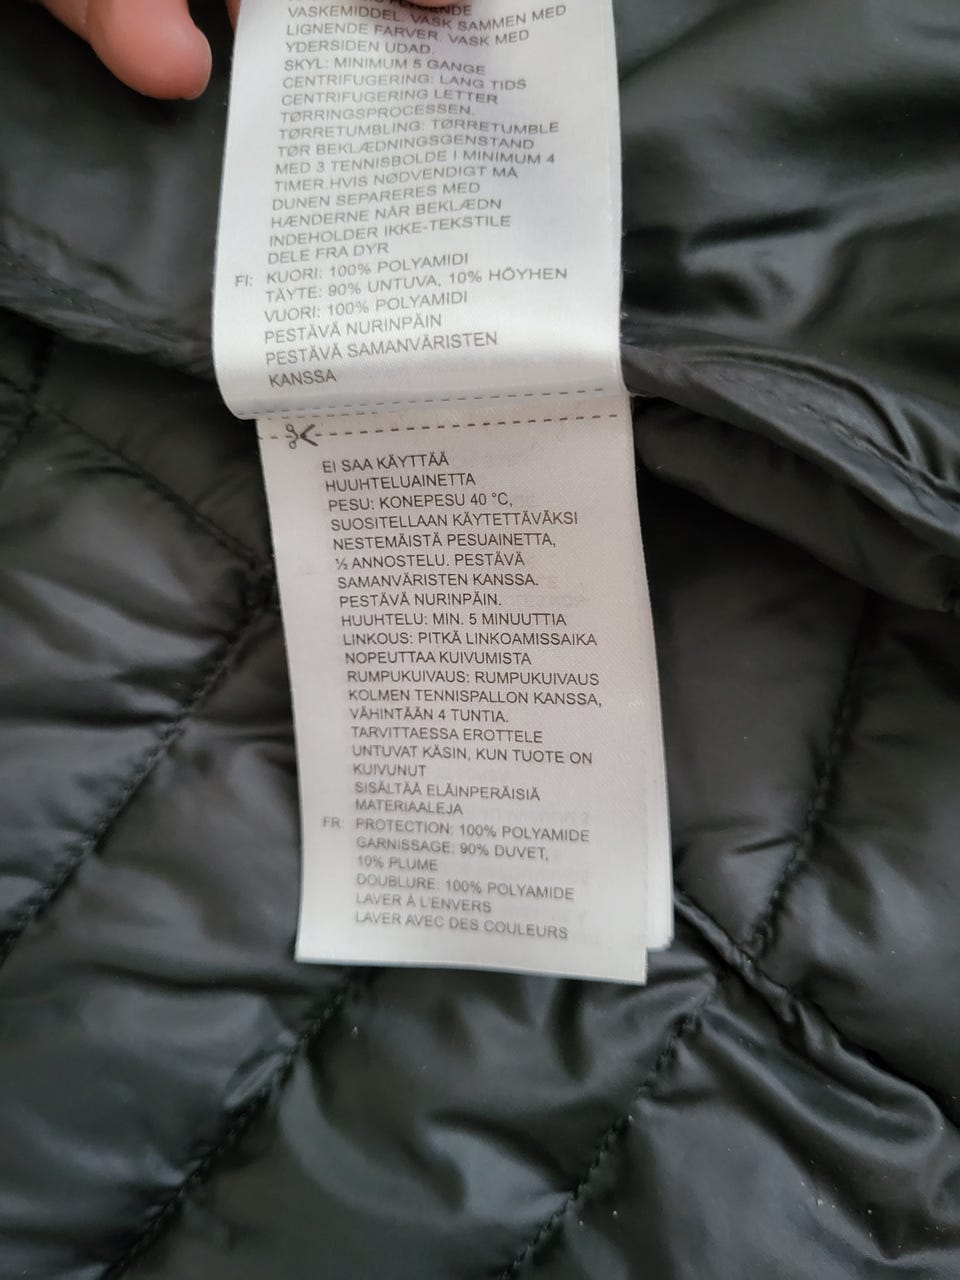 VASKEMIDDEL. VASK SAMMEN MED
LIGNENDE FARVER. VASK MED
YDERSIDEN UDAD.
SKYL: MINIMUM 5 GANGE
CENTRIFUGERING: LANG TIDS
CENTRIFUGERING LETTER
TØRRINGSPROCESSEN.
TØRRETUMBLING: TØRRETUMBLE
TØR BEKLÆDNINGSGENSTAND
MED 3 TENNISBOLDE I MINIMUM 4
TIMER.HVIS NØDVENDIGT MÅ
DUNEN SEPARERES MED
HÆNDERNE NÅR BEKLÆDN
INDEHOLDER IKKE-TEKSTILE
DELE FRA DYR
FI: KUORI: 100% POLYAMIDI
TÄYTE: 90% UNTUVA, 10% HÖYHEN
VUORI: 100% POLYAMIDI
PESTÄVÄ NURINPÄIN
PESTÄVÄ SAMANVÄRISTEN
KANSSA
EI SAA KÄYTTÄÄ
HUUHTELUAINETTA
PESU: KONEPESU 40 °C,
SUOSITELLAAN KÄYTETTÄVÄKSI
NESTEMÄISTÄ PESUAINETTA,
½ ANNOSTELU. PESTÄVÄ
SAMANVÄRISTEN KANSSA.
PESTÄVÄ NURINPÄIN.
HUUHTELU: MIN. 5 MINUUTTIA
LINKOUS: PITKÄ LINKOAMISSAIKA
NOPEUTTAA KUIVUMISTA
RUMPUKUIVAUS: RUMPUKUIVAUS
KOLMEN TENNISPALLON KANSSA,
VÄHINTÄÄN 4 TUNTIA.
TARVITTAESSA EROTTELE
UNTUVAT KÄSIN, KUN TUOTE ON
KUIVUNUT
SISÄLTÄÄ ELÄINPERÄISIÄ
MATERIAALEJA
FR: PROTECTION: 100% POLYAMIDE
GARNISSAGE: 90% DUVET,
10% PLUME
DOUBLURE: 100% POLYAMIDE
LAVER À L'ENVERS
LAVER AVEC DES COULEURS